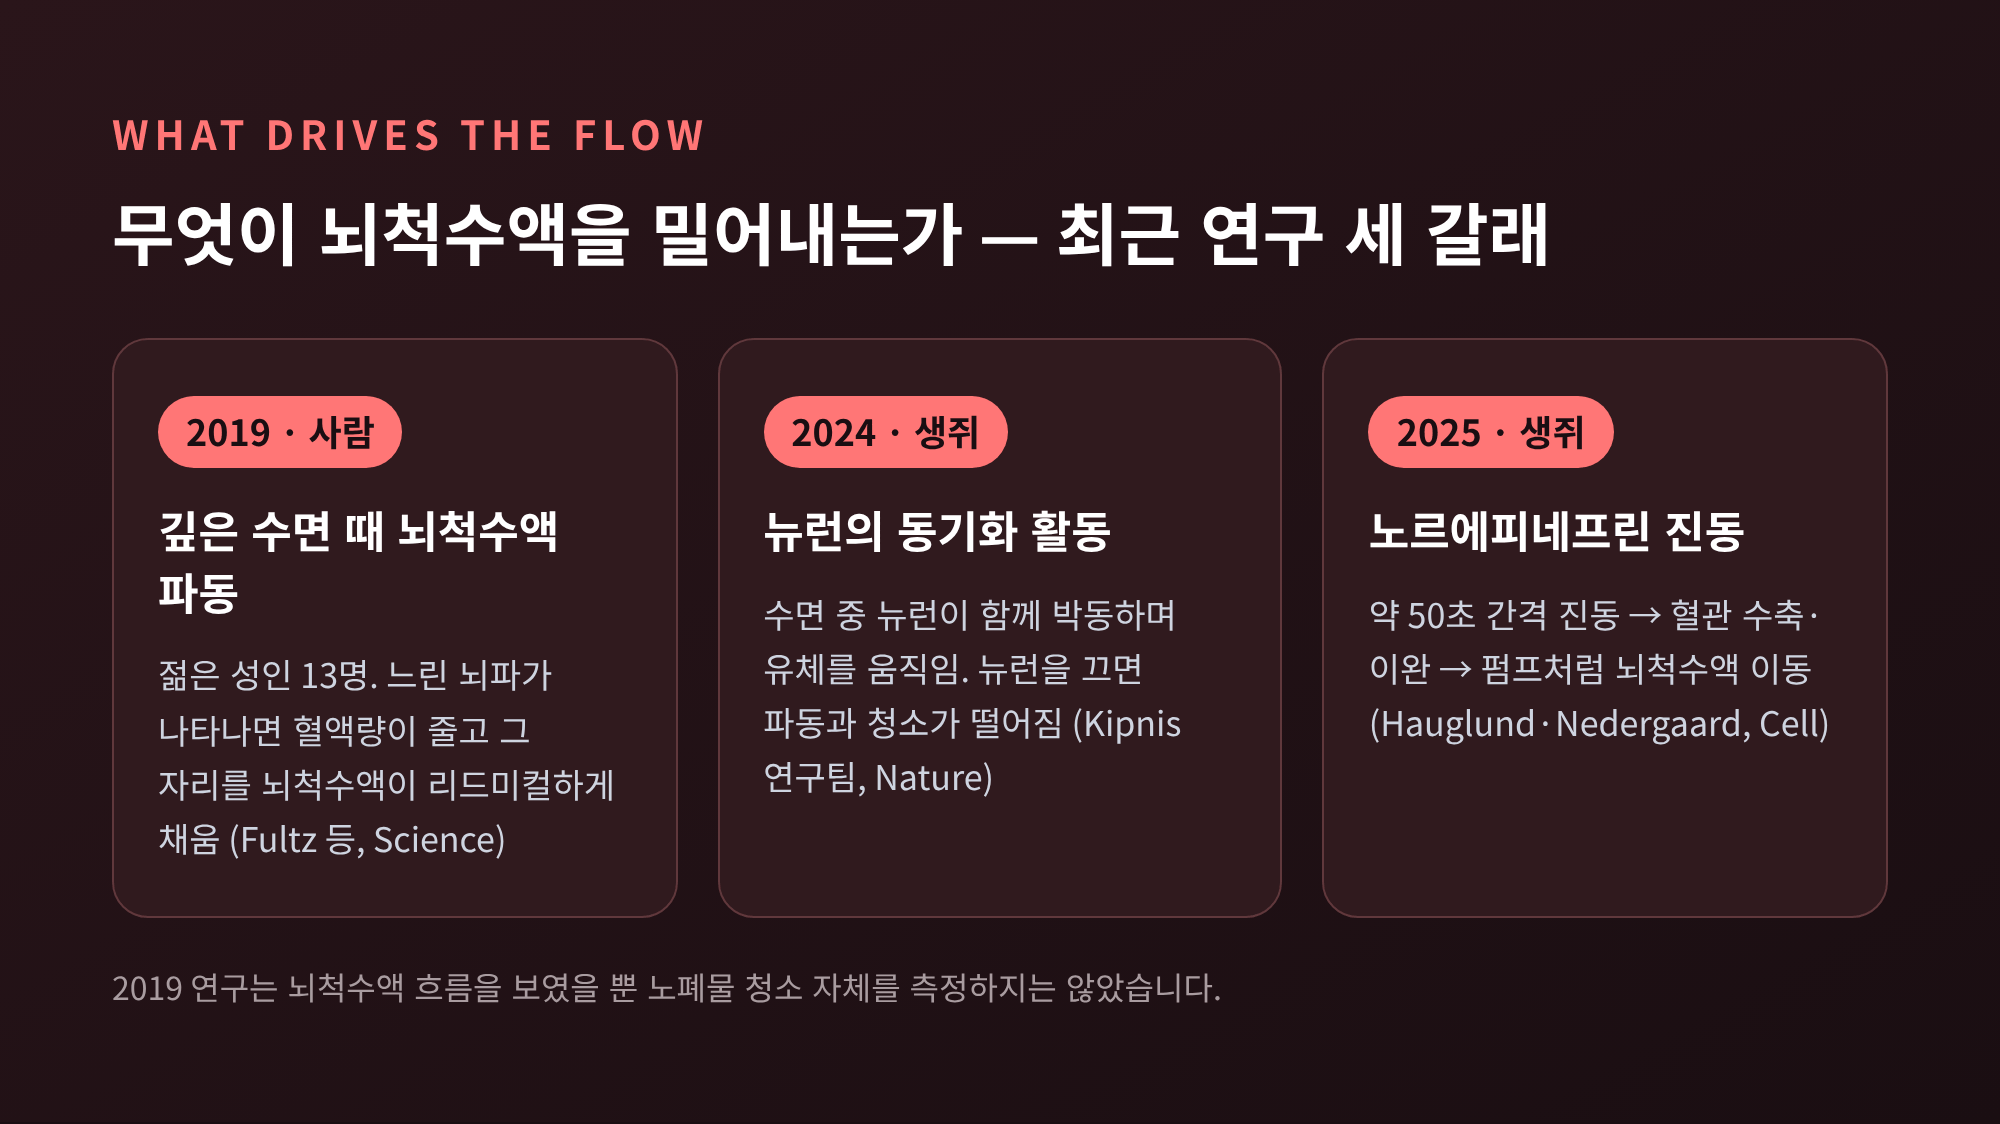 WHAT DRIVES THE FLOW
무엇이 뇌척수액을 밀어내는가 — 최근 연구 세 갈래
2019 · 사람
깊은 수면 때 뇌척수액
파동
젊은 성인 13명. 느린 뇌파가
나타나면 혈액량이 줄고 그
자리를 뇌척수액이 리드미컬하게
채움 (Fultz 등, Science)
2024 · 생쥐
뉴런의 동기화 활동
수면 중 뉴런이 함께 박동하며
유체를 움직임. 뉴런을 끄면
파동과 청소가 떨어짐 (Kipnis
연구팀, Nature)
2025 · 생쥐
노르에피네프린 진동
약 50초 간격 진동 → 혈관 수축·
이완 → 펌프처럼 뇌척수액 이동
(Hauglund·Nedergaard, Cell)
2019 연구는 뇌척수액 흐름을 보였을 뿐 노폐물 청소 자체를 측정하지는 않았습니다.